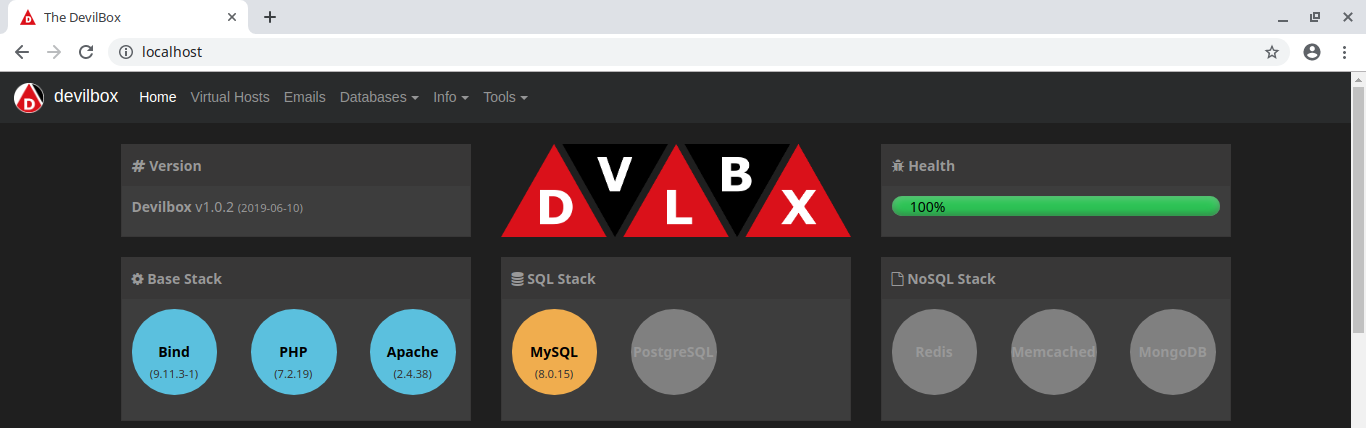 The DevilBox
localhost
devilbox Home Virtual Hosts Emails Databases Info Tools
Version
Devilbox v1.0.2 (2019-06-10)
D V L B X
Health
100%
Base Stack
Bind
(9.11.3-1)
PHP
(7.2.19)
Apache
(2.4.38)
SQL Stack
MySQL
(8.0.15)
PostgreSQL
NoSQL Stack
Redis
Memcached
MongoDB